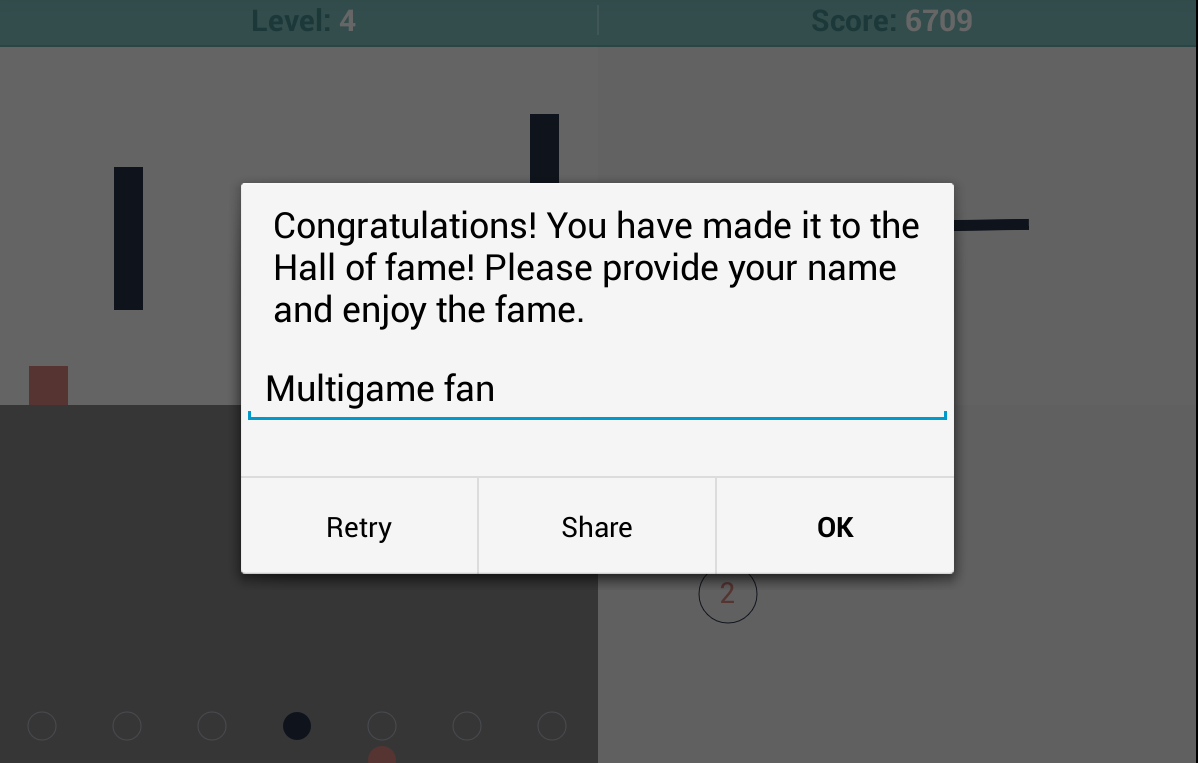 Level: 4
Score: 6709
Congratulations! You have made it to the
Hall of fame! Please provide your name
and enjoy the fame.
Multigame fan
Retry
Share
OK
2